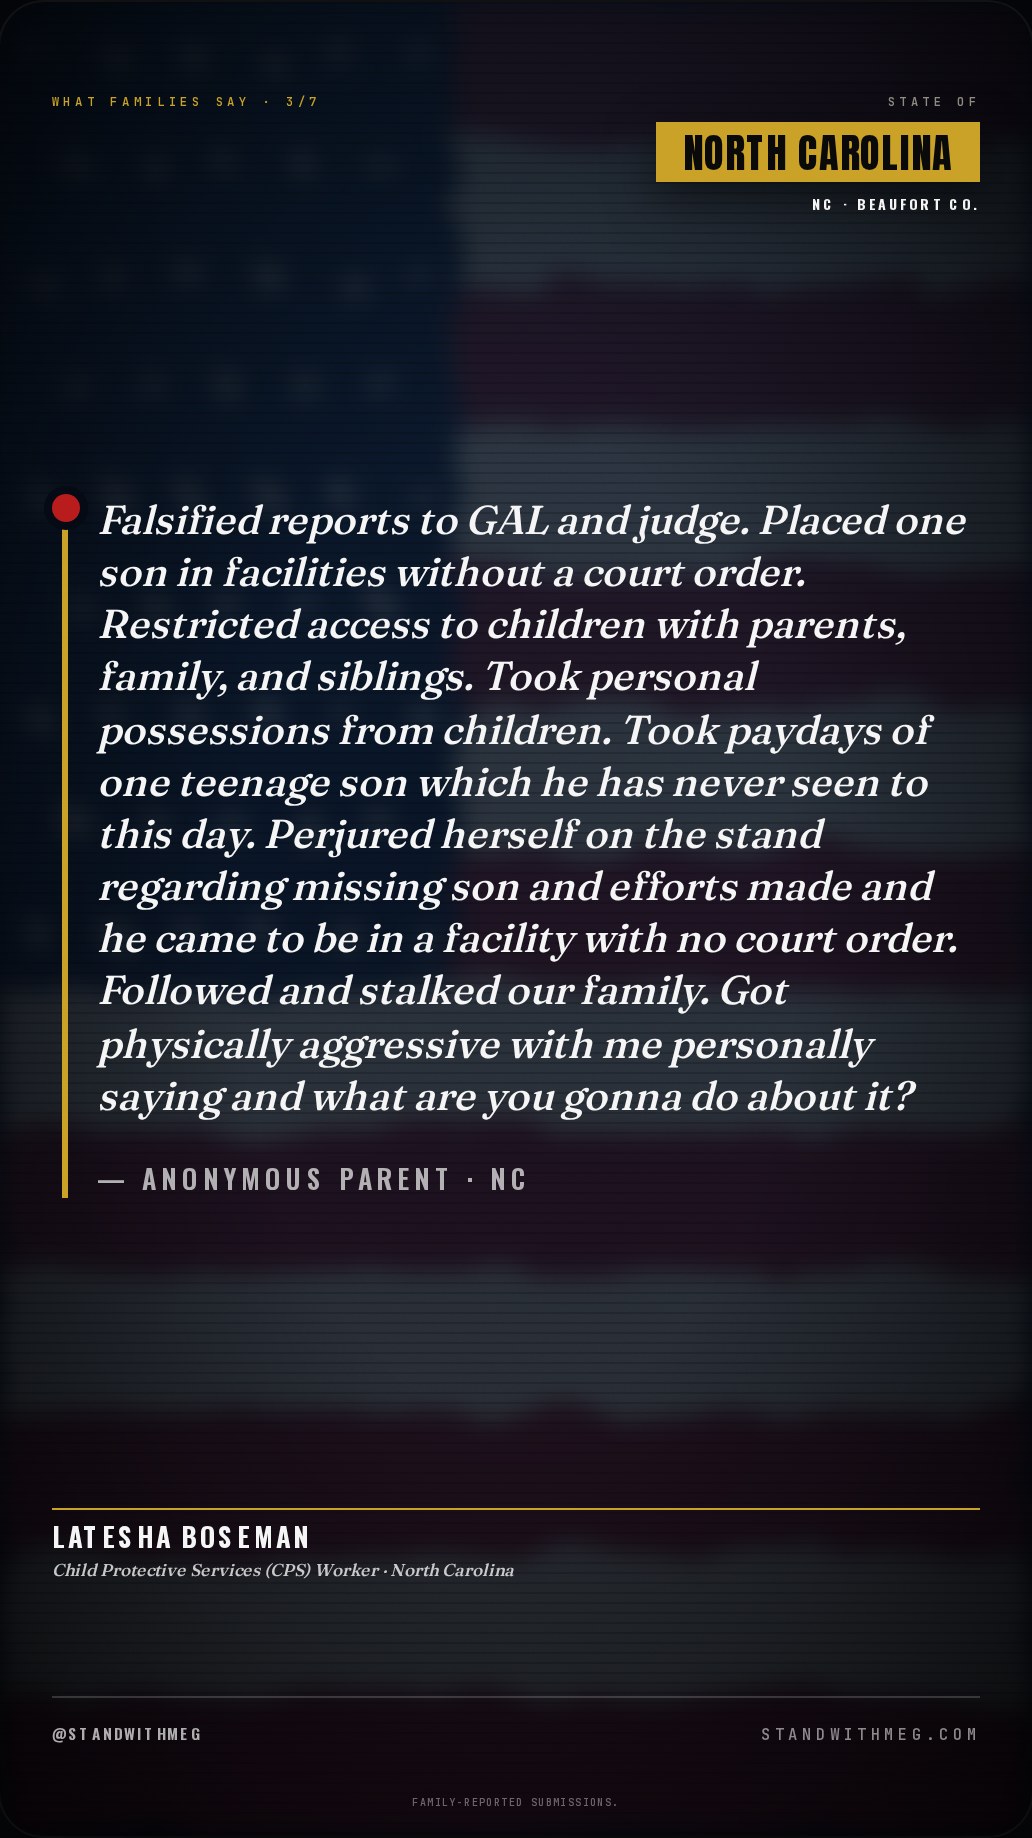 WHAT FAMILIES SAY · 3/7
STATE OF
NORTH CAROLINA
NC · BEAUFORT CO.
Falsified reports to GAL and judge. Placed one
son in facilities without a court order.
Restricted access to children with parents,
family, and siblings. Took personal
possessions from children. Took paydays of
one teenage son which he has never seen to
this day. Perjured herself on the stand
regarding missing son and efforts made and
he came to be in a facility with no court order.
Followed and stalked our family. Got
physically aggressive with me personally
saying and what are you gonna do about it?
— ANONYMOUS PARENT · NC
LATESHA BOSEMAN
Child Protective Services (CPS) Worker · North Carolina
@STANDWITHMEG
STANDWITHMEG.COM
FAMILY-REPORTED SUBMISSIONS.